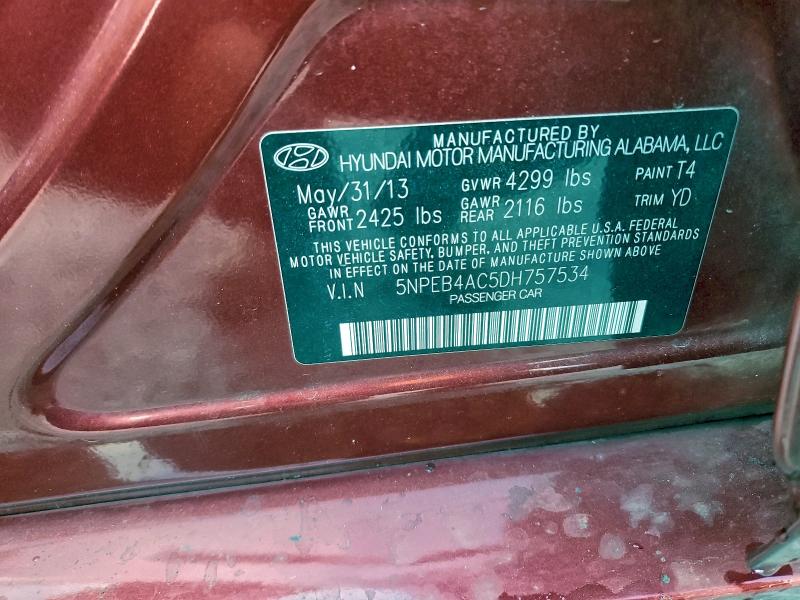 MANUFACTURED BY
HYUNDAI MOTOR MANUFACTURING ALABAMA, LLC
May/31/13 GVWR 4299 lbs PAINT T4
GAWR FRONT 2425 lbs GAWR REAR 2116 lbs TRIM YD
THIS VEHICLE CONFORMS TO ALL APPLICABLE U.S.A. FEDERAL
MOTOR VEHICLE SAFETY, BUMPER, AND THEFT PREVENTION STANDARDS
IN EFFECT ON THE DATE OF MANUFACTURE SHOWN ABOVE
V.I.N 5NPEB4AC5DH757534
PASSENGER CAR